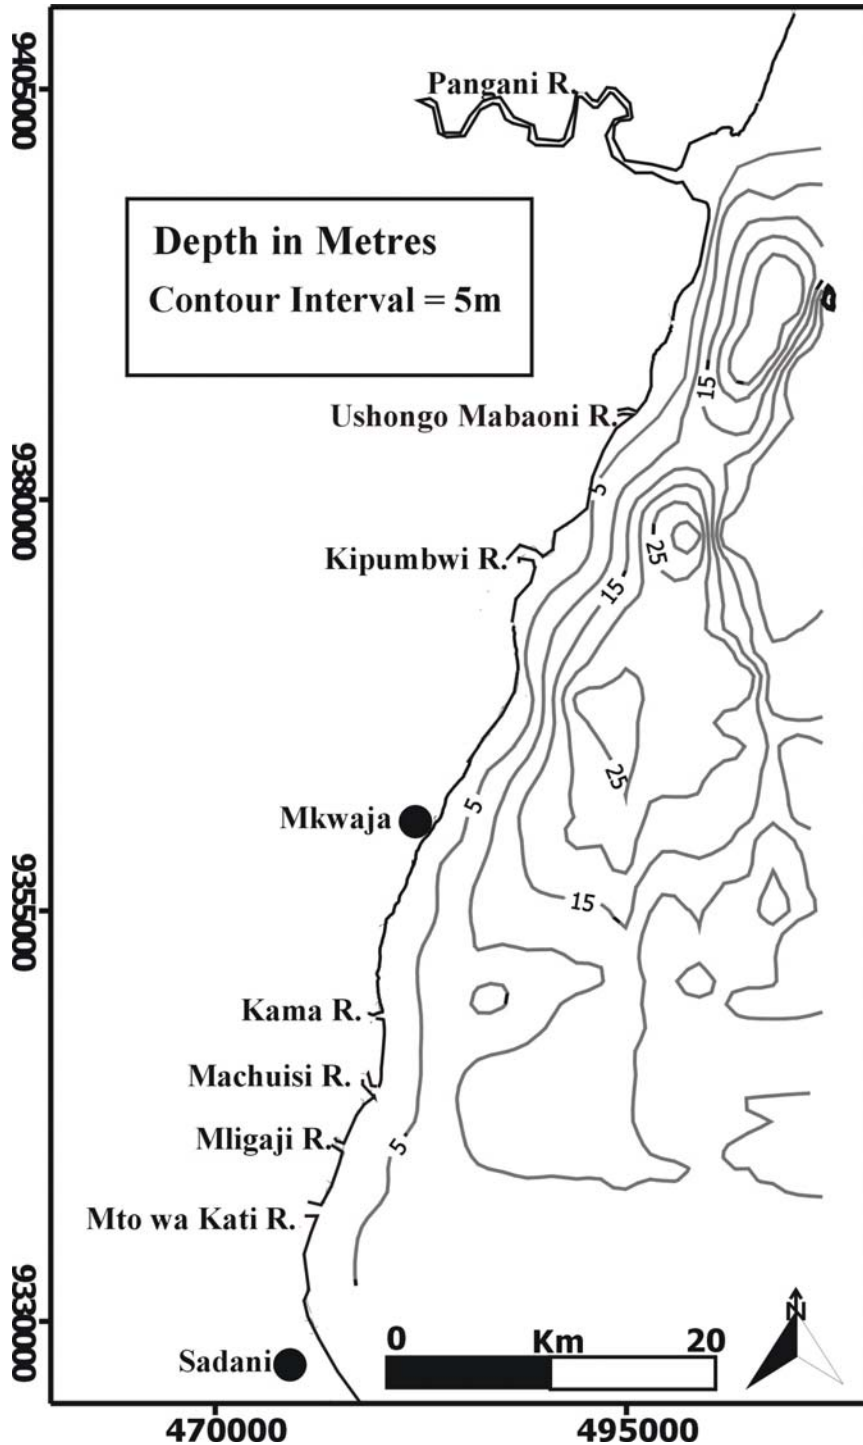 9405000
Pangani R.
Depth in Metres
Contour Interval = 5m
15
Ushongo Mabaoni R.
9380000
5
25
Kipumbwi R.
15
25
5
Mkwaja
15
9355000
Kama R.
Machuisi R.
Mligaji R.
5
Mto wa Kati R.
9330000
N
0 Km 20
Sadani
470000 495000